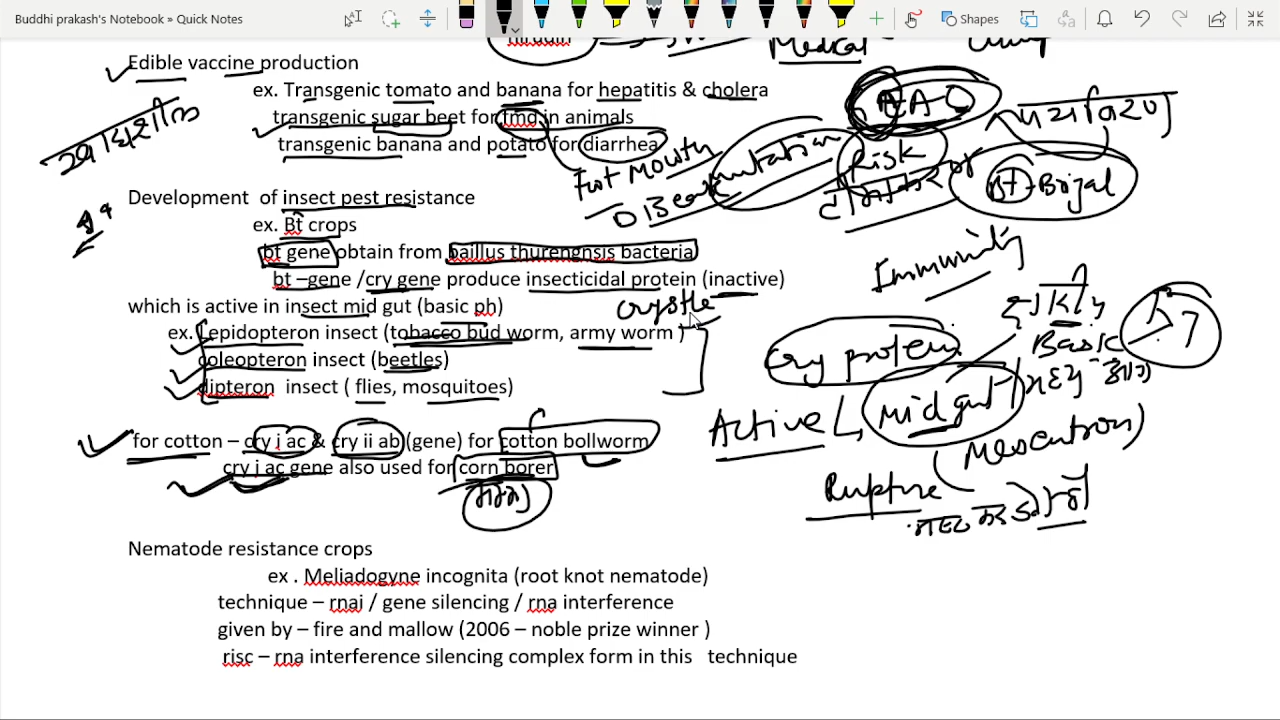 Buddhi prakash's Notebook » Quick Notes
Shapes
Medical
Edible vaccine production
ex. Transgenic tomato and banana for hepatitis & cholera
transgenic sugar beet for fmd in animals
transgenic banana and potato for diarrhea
Foot Mouth
mutation
Risk
Bt-Brijal
Development of insect pest resistance
ex. Bt crops
bt gene obtain from baillus thurengnsis bacteria
Immunity
bt –gene /cry gene produce insecticidal protein (inactive)
which is active in insect mid gut (basic ph)
ex. Lepidopteron insect (tobacco bud worm, army worm )
Basic
7
cry protein
coleopteron insect (beetles)
dipteron insect ( flies, mosquitoes)
Active
Midgut
for cotton – cry i ac & cry ii ab (gene) for cotton bollworm
cry i ac gene also used for corn borer
Rupture
Nematode resistance crops
ex . Meliadogyne incognita (root knot nematode)
technique – rnai / gene silencing / rna interference
given by – fire and mallow (2006 – noble prize winner )
risc – rna interference silencing complex form in this technique